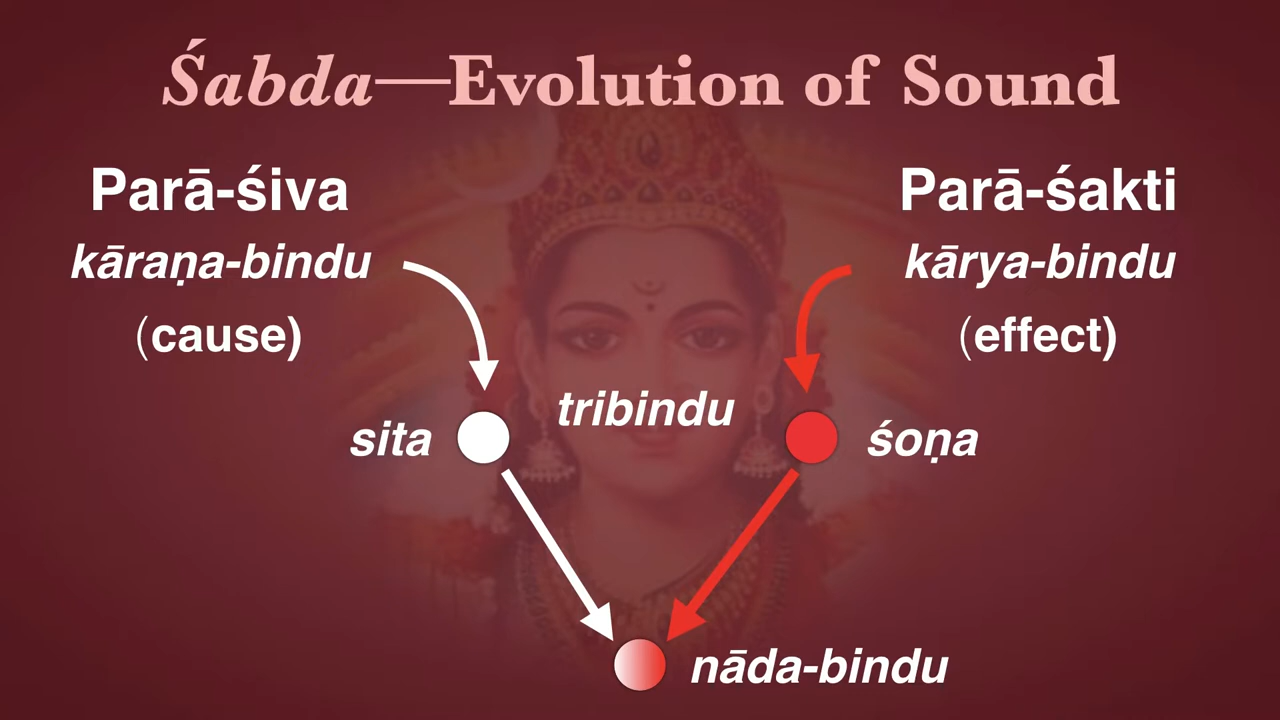 Śabda—Evolution of Sound
Parā-śiva
kāraṇa-bindu
(cause)
Parā-śakti
kārya-bindu
(effect)
tribindu
sita
śoṇa
nāda-bindu